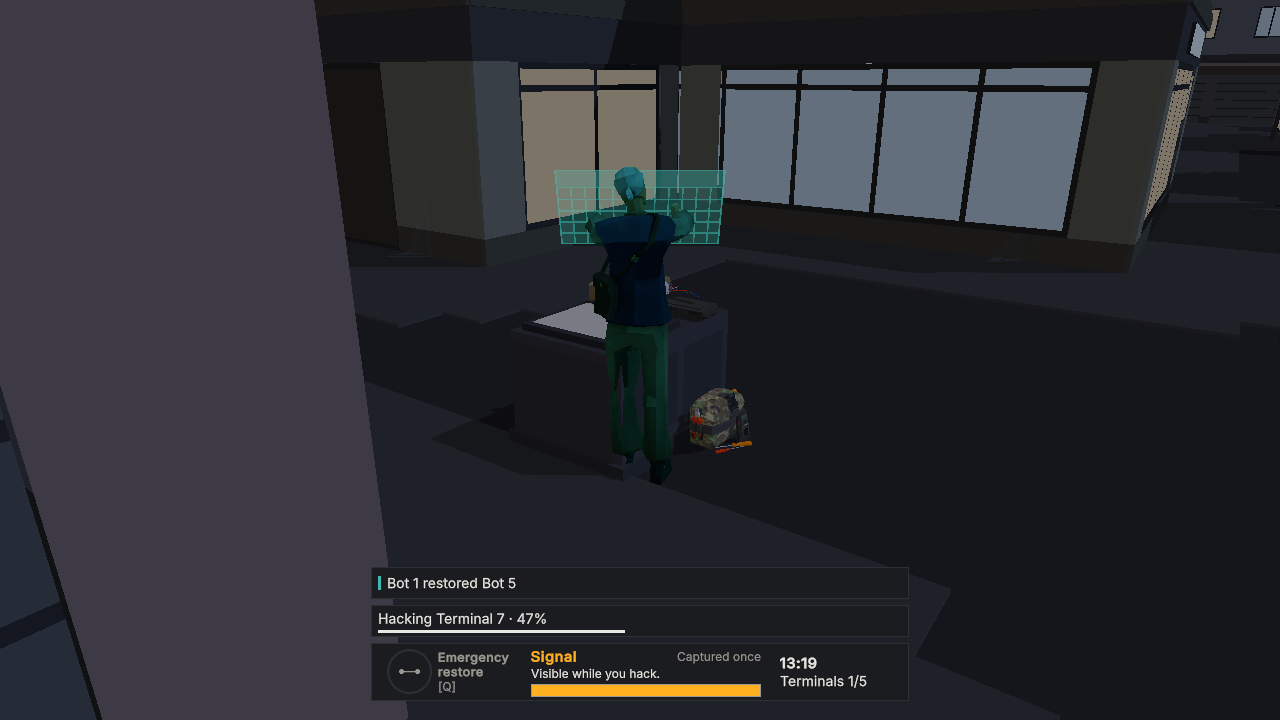 Bot 1 restored Bot 5
Hacking Terminal 7 · 47%
Emergency
restore
[Q]
Signal
Captured once
Visible while you hack.
13:19
Terminals 1/5